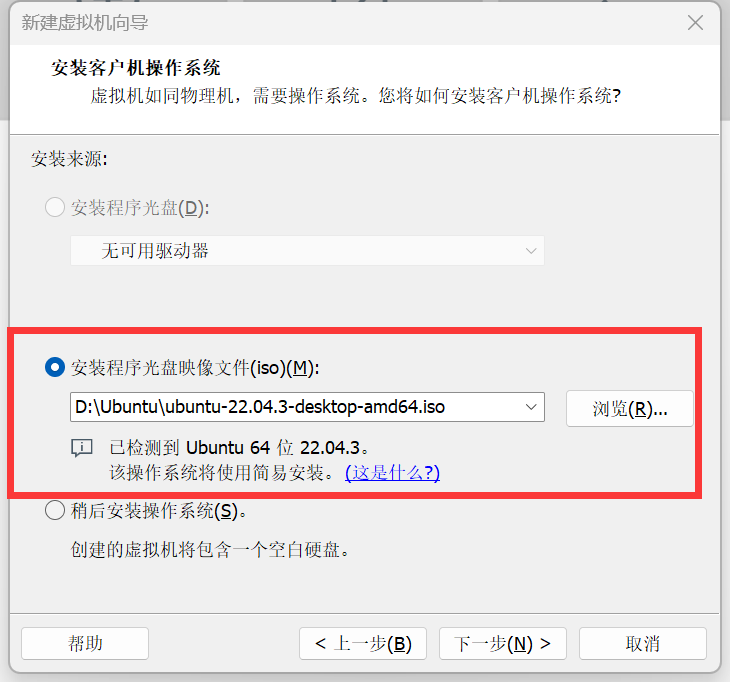 新建虚拟机向导
安装客户机操作系统
虚拟机如同物理机，需要操作系统。您将如何安装客户机操作系统?
安装来源:
安装程序光盘(D):
无可用驱动器
安装程序光盘映像文件(iso)(M):
D:\Ubuntu\ubuntu-22.04.3-desktop-amd64.iso
浏览(R)...
已检测到 Ubuntu 64 位 22.04.3。
该操作系统将使用简易安装。 (这是什么?)
稍后安装操作系统(S)。
创建的虚拟机将包含一个空白硬盘。
帮助
< 上一步(B)
下一步(N) >
取消